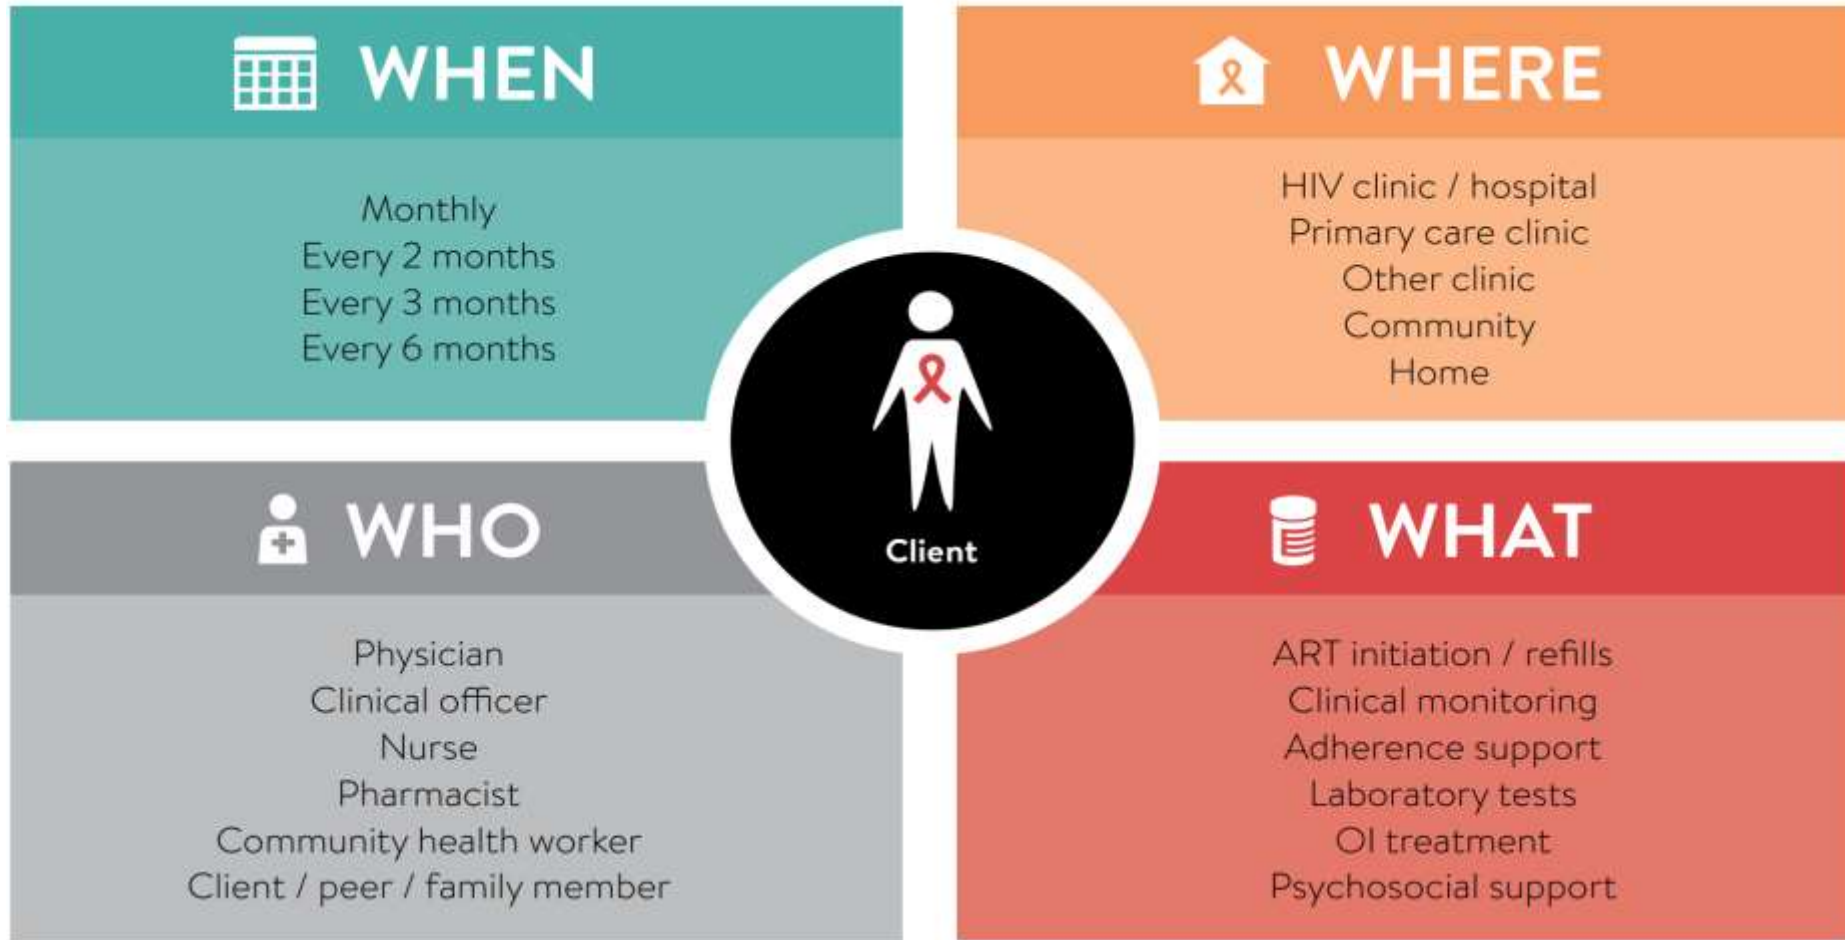 WHEN
Monthly
Every 2 months
Every 3 months
Every 6 months
WHERE
HIV clinic / hospital
Primary care clinic
Other clinic
Community
Home
Client
WHO
Physician
Clinical officer
Nurse
Pharmacist
Community health worker
Client / peer / family member
WHAT
ART initiation / refills
Clinical monitoring
Adherence support
Laboratory tests
OI treatment
Psychosocial support